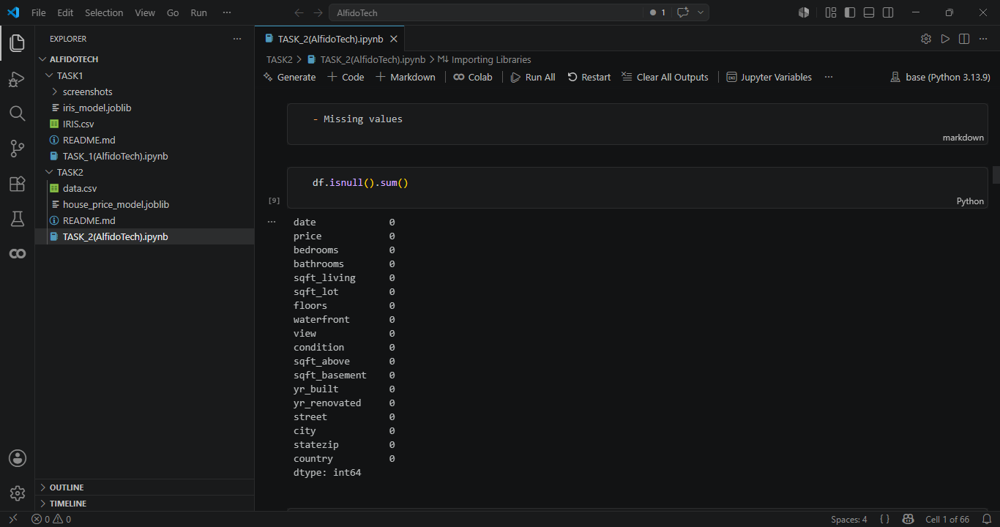 File Edit Selection View Go Run ···
AlfidoTech
1
EXPLORER
···
ALFIDOTECH
TASK1
screenshots
iris_model.joblib
IRIS.csv
README.md
TASK_1(AlfidoTech).ipynb
TASK2
data.csv
house_price_model.joblib
README.md
TASK_2(AlfidoTech).ipynb
OUTLINE
TIMELINE
TASK_2(AlfidoTech).ipynb
···
TASK2 > TASK_2(AlfidoTech).ipynb > M↓ Importing Libraries
Generate + Code + Markdown Colab Run All Restart Clear All Outputs Jupyter Variables ··· base (Python 3.13.9)
- Missing values
markdown
df.isnull().sum()
[9]
Python
···
date 0
price 0
bedrooms 0
bathrooms 0
sqft_living 0
sqft_lot 0
floors 0
waterfront 0
view 0
condition 0
sqft_above 0
sqft_basement 0
yr_built 0
yr_renovated 0
street 0
city 0
statezip 0
country 0
dtype: int64
0 0
Spaces: 4 { } Cell 1 of 66